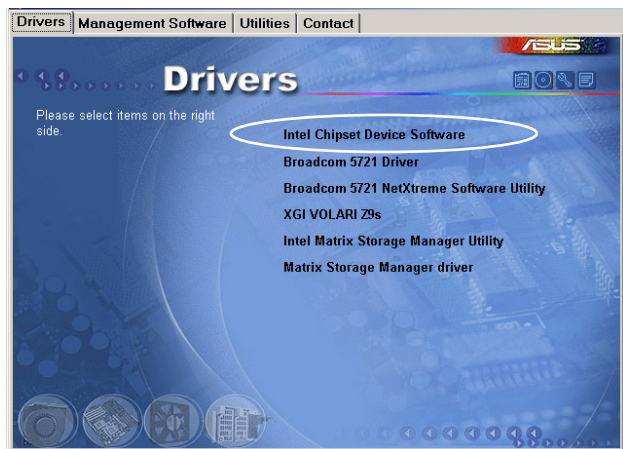 Drivers Management Software Utilities Contact
ASUS
Drivers
Please select items on the right
side.
Intel Chipset Device Software
Broadcom 5721 Driver
Broadcom 5721 NetXtreme Software Utility
XGI VOLARI Z9s
Intel Matrix Storage Manager Utility
Matrix Storage Manager driver